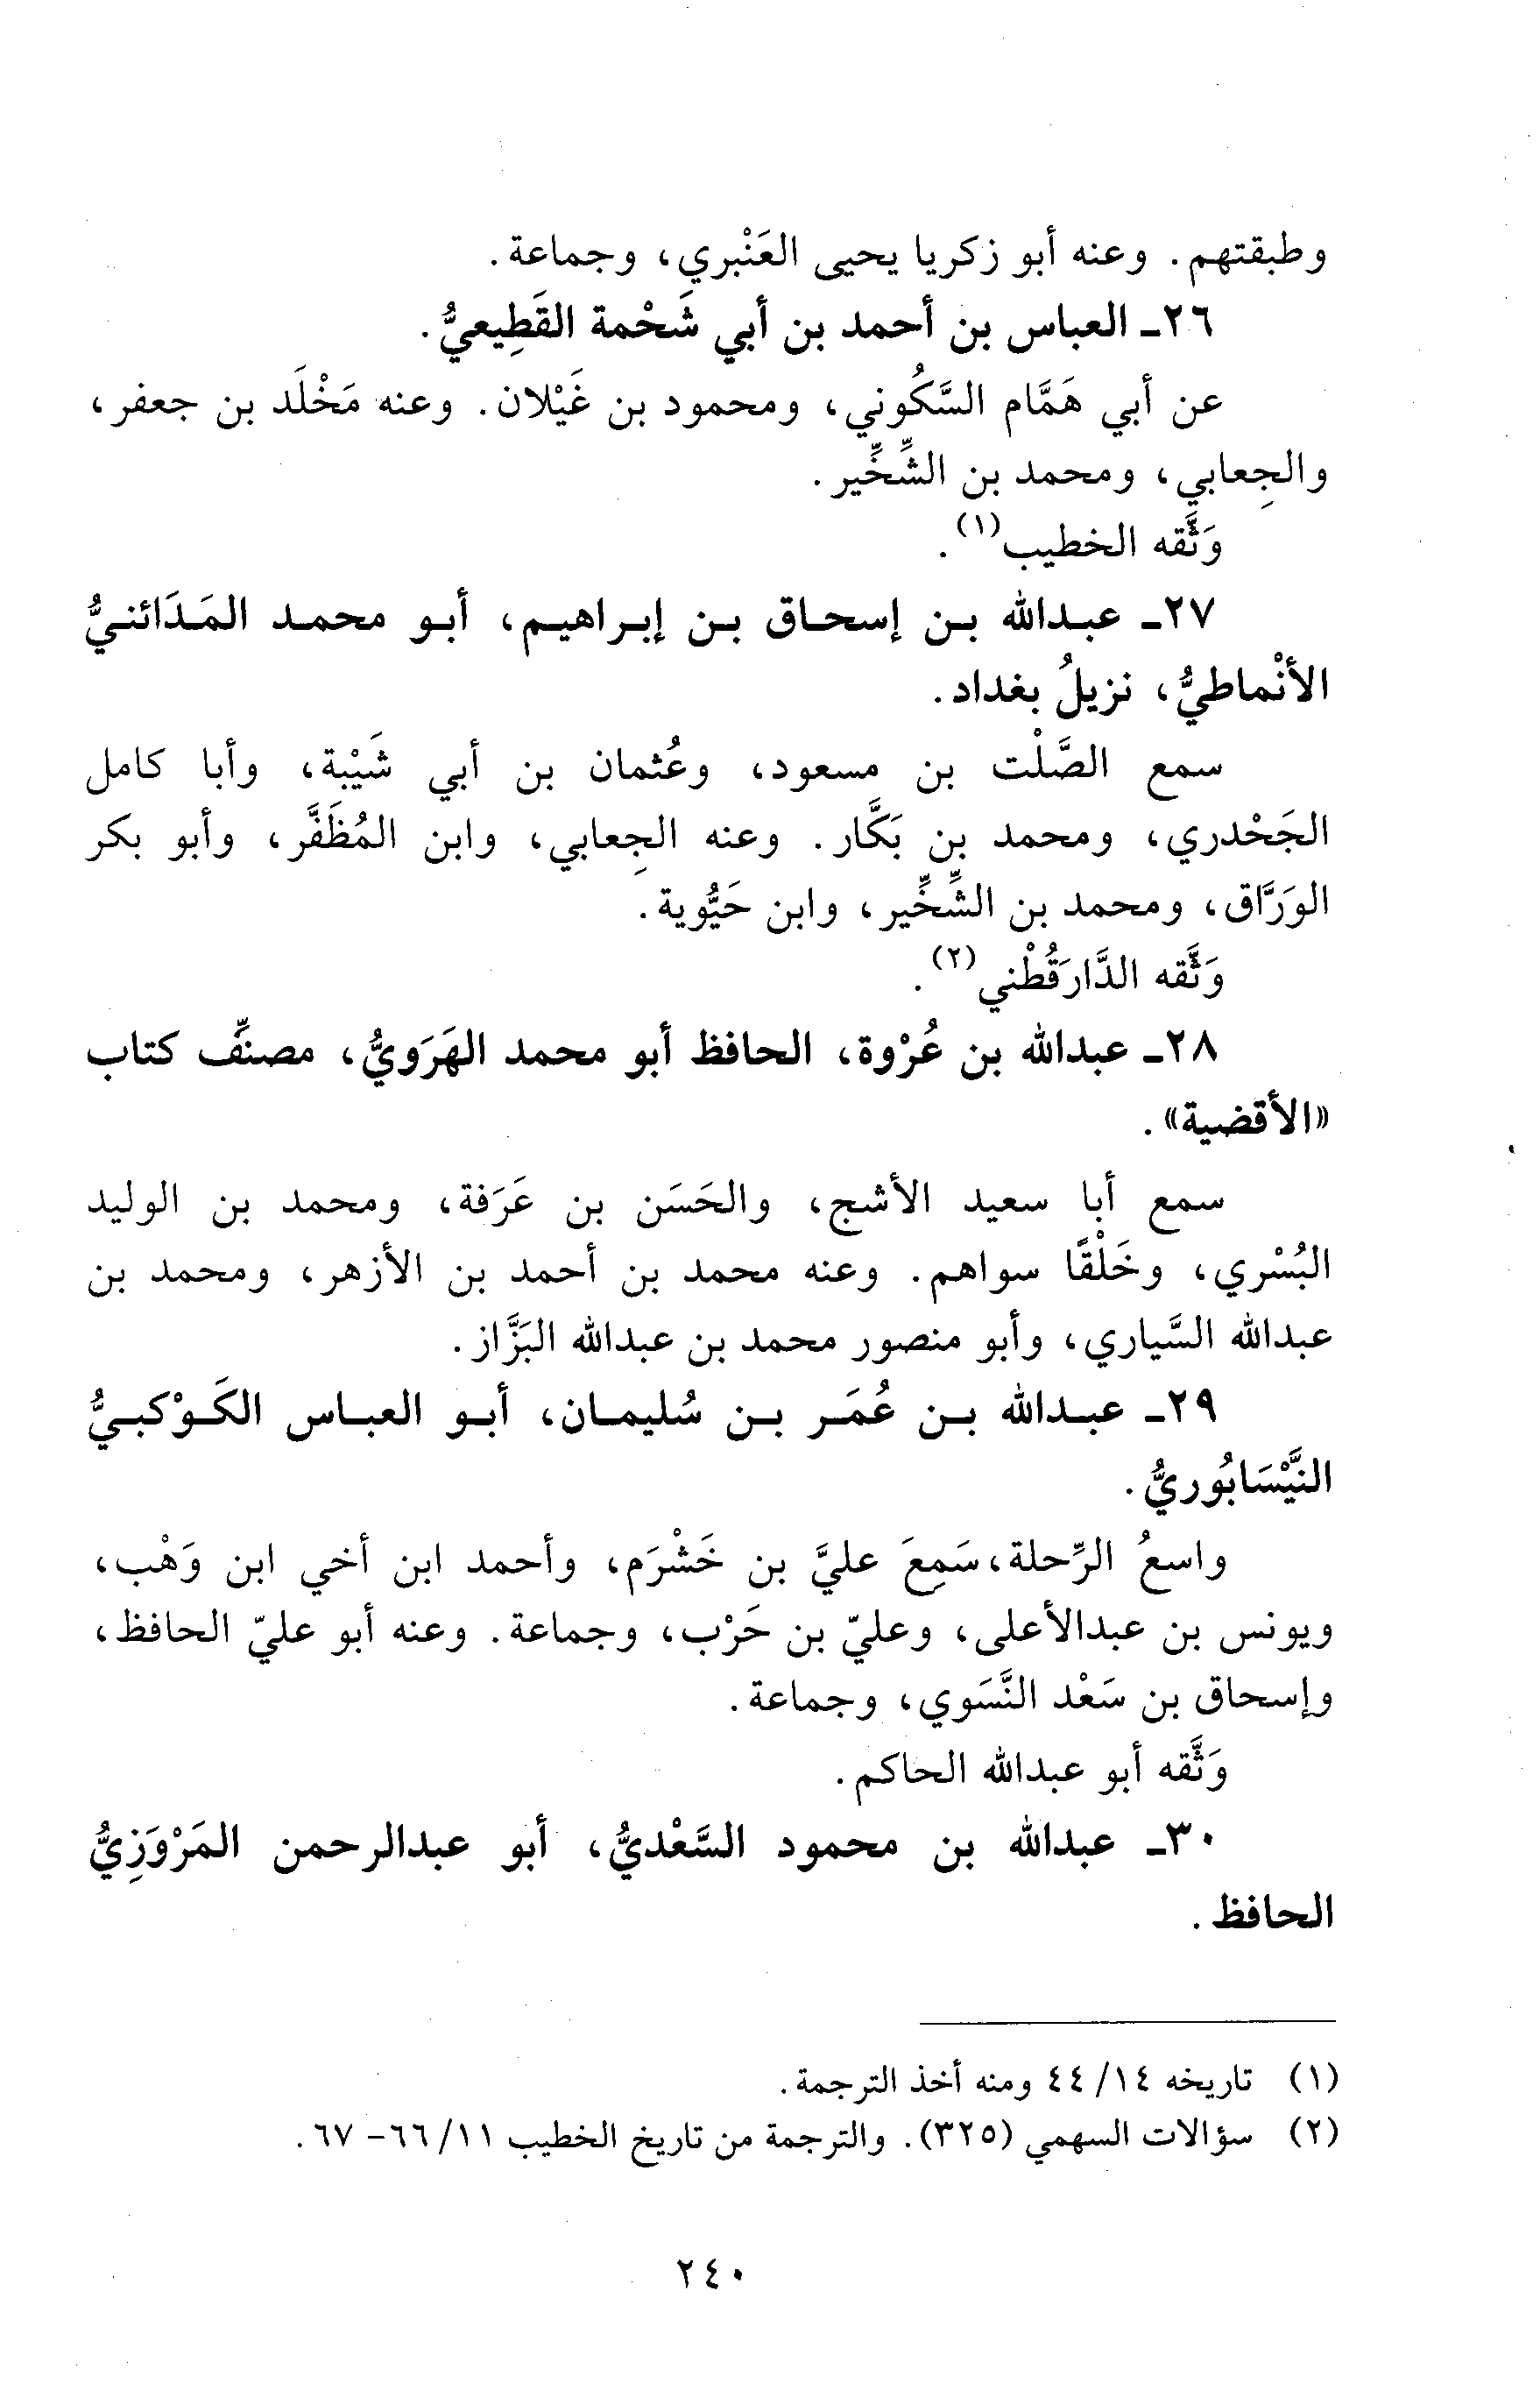 وطبقتهم. وعنه أبو زكريا يحيى العَنْبري، وجماعة.
٢٦- العباس بن أحمد بن أبي شَحْمة القَطِيعيُّ.
عن أبي هَمَّام السَّكُوني، ومحمود بن غَيْلان. وعنه مَخْلَد بن جعفر،
والجِعابي، ومحمد بن الشِّخِّير.
وَثَّقه الخطيب(١).
٢٧- عبدالله بن إسحاق بن إبراهيم، أبو محمد المَدَائنيُّ
الأنْماطيُّ، نزيلُ بغداد.
سمع الصَّلْت بن مسعود، وعُثمان بن أبي شَيْبة، وأبا كامل
الجَحْدري، ومحمد بن بَكَّار. وعنه الجِعابي، وابن المُظَفَّر، وأبو بكر
الوَرَّاق، ومحمد بن الشِّخِّير، وابن حَيُّوية.
وَثَّقه الدَّارَقُطْني(٢).
٢٨- عبدالله بن عُرْوة، الحافظ أبو محمد الهَرَويُّ، مصنِّف كتاب
«الأقضية».
سمع أبا سعيد الأشج، والحَسَن بن عَرَفة، ومحمد بن الوليد
البُسْري، وخَلْقًا سواهم. وعنه محمد بن أحمد بن الأزهر، ومحمد بن
عبدالله السَّياري، وأبو منصور محمد بن عبدالله البَزَّاز.
٢٩- عبدالله بن عُمَر بن سُليمان، أبو العباس الكَوْكبيُّ
النَّيْسَابُوريُّ.
واسعُ الرِّحلة، سَمِعَ عليَّ بن خَشْرَم، وأحمد ابن أخي ابن وَهْب،
ويونس بن عبدالأعلى، وعليّ بن حَرْب، وجماعة. وعنه أبو عليّ الحافظ،
وإسحاق بن سَعْد النَّسَوي، وجماعة.
وَثَّقه أبو عبدالله الحاكم.
٣٠- عبدالله بن محمود السَّعْديُّ، أبو عبدالرحمن المَرْوَزِيُّ
الحافظ.
(١) تاريخه ١٤/ ٤٤ ومنه أخذ الترجمة.
(٢) سؤالات السهمي (٣٢٥). والترجمة من تاريخ الخطيب ١١/ ٦٦- ٦٧.
٢٤٠